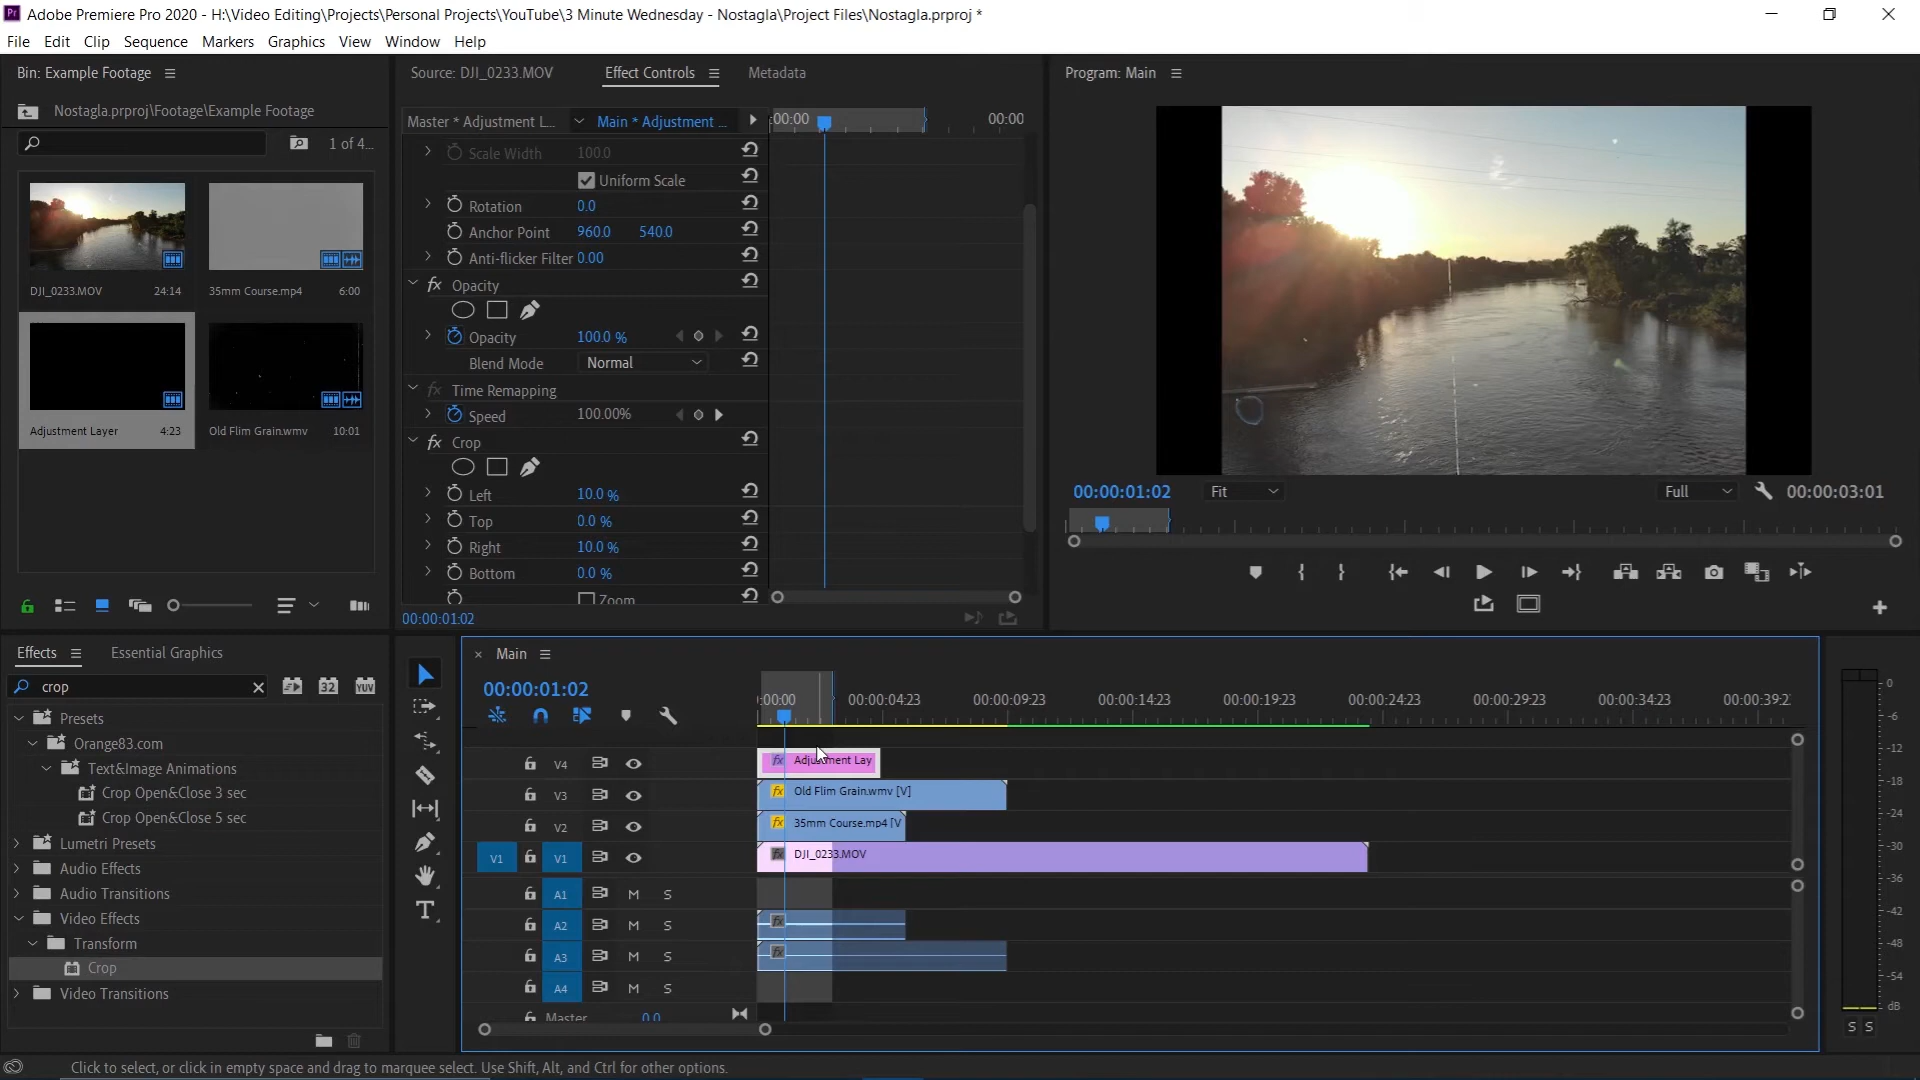 Adobe Premiere Pro 2020 - H:\Video Editing\Projects\Personal Projects\YouTube\3 Minute Wednesday - Nostagla\Project Files\Nostagla.prproj *
File Edit Clip Sequence Markers Graphics View Window Help
Bin: Example Footage
Nostagla.prproj\Footage\Example Footage
1 of 4...
DJI_0233.MOV 24:14
35mm Course.mp4 6:00
Adjustment Layer 4:23
Old Flim Grain.wmv 10:01
Source: DJI_0233.MOV Effect Controls Metadata
Master * Adjustment L... Main * Adjustment ... :00:00 00:00
Scale Width 100.0
Uniform Scale
Rotation 0.0
Anchor Point 960.0 540.0
Anti-flicker Filter 0.00
fx Opacity
Opacity 100.0 %
Blend Mode Normal
fx Time Remapping
Speed 100.00%
fx Crop
Left 10.0 %
Top 0.0 %
Right 10.0 %
Bottom 0.0 %
Zoom
00:00:01:02
Program: Main
00:00:01:02 Fit Full 00:00:03:01
Effects Essential Graphics
crop 32 YUV
Presets
Orange83.com
Text&Image Animations
Crop Open&Close 3 sec
Crop Open&Close 5 sec
Lumetri Presets
Audio Effects
Audio Transitions
Video Effects
Transform
Crop
Video Transitions
× Main
00:00:01:02
:00:00 00:00:04:23 00:00:09:23 00:00:14:23 00:00:19:23 00:00:24:23 00:00:29:23 00:00:34:23 00:00:39:2
V4 fx Adjustment Lay
V3 fx Old Flim Grain.wmv [V]
V2 fx 35mm Course.mp4 [V
V1 V1 fx DJI_0233.MOV
A1 M S
A2 M S fx
A3 M S fx
A4 M S
Master 0.0
0
-6
-12
-18
-24
-30
-36
-42
-48
-54
dB
S S
Click to select, or click in empty space and drag to marquee select. Use Shift, Alt, and Ctrl for other options.